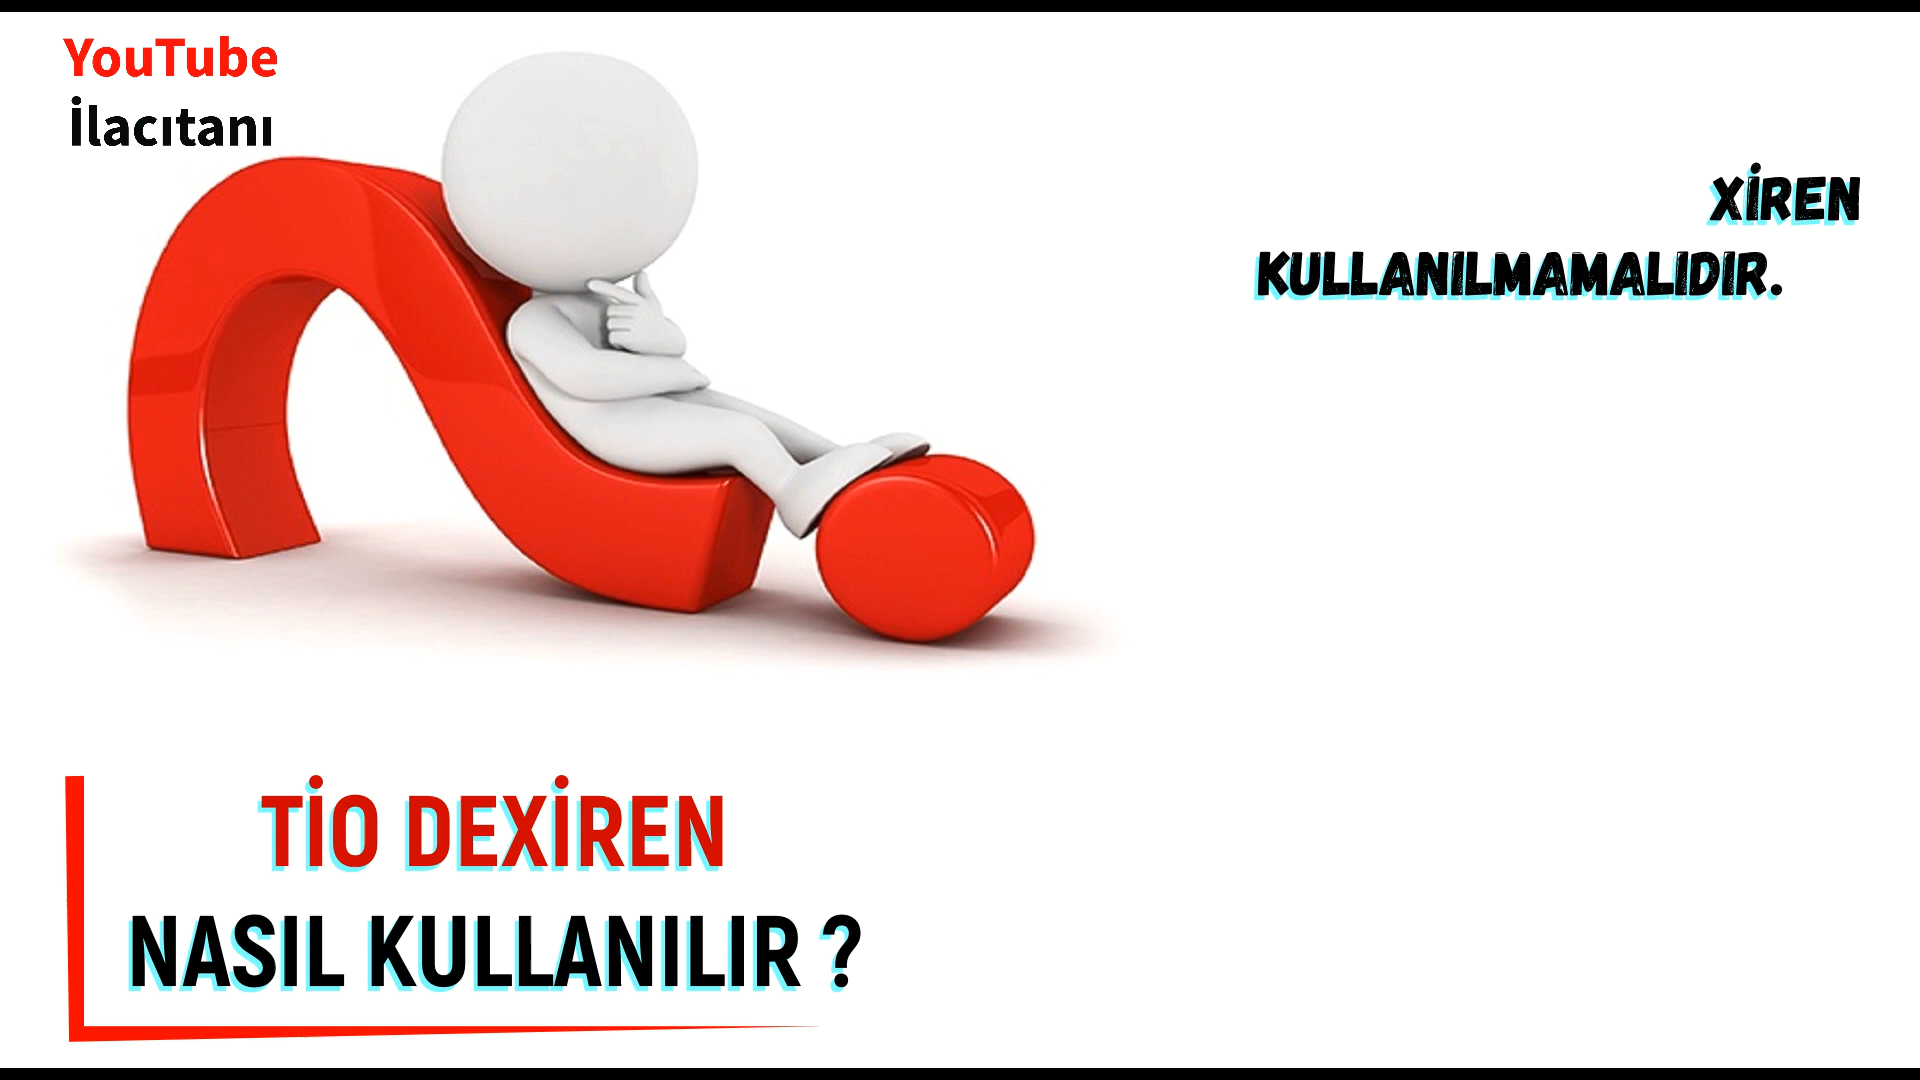 YouTube
İlacıtanı
XİREN
KULLANILMAMALIDIR.
TİO DEXİREN
NASIL KULLANILIR ?